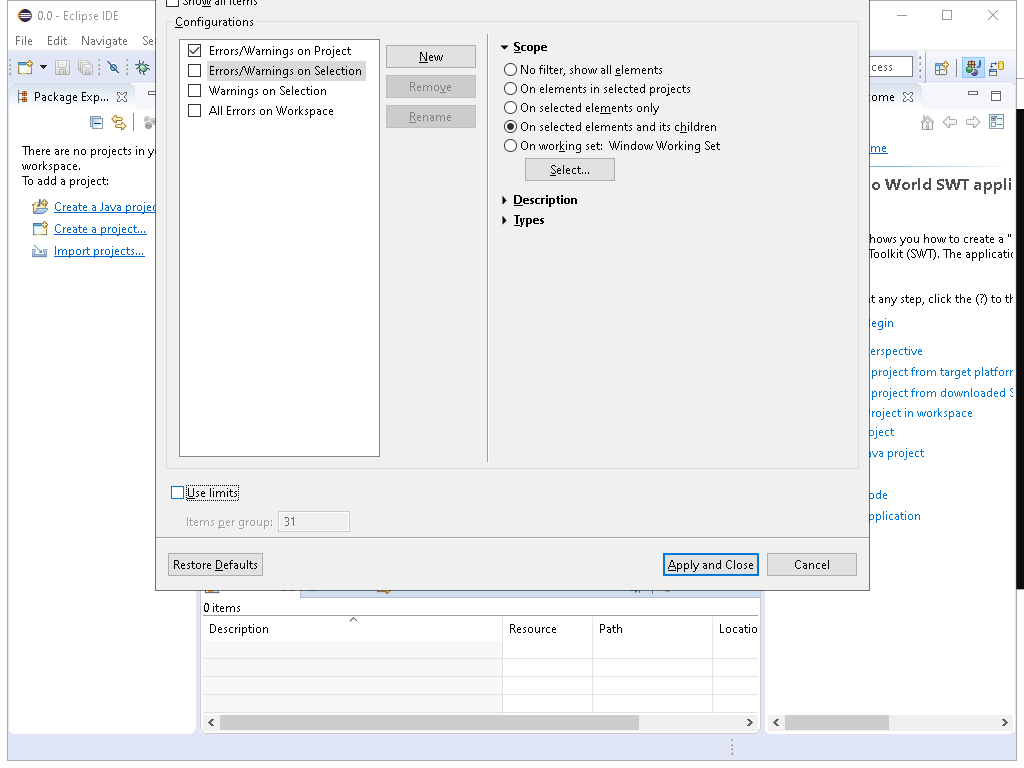 Show all items
0.0 - Eclipse IDE
File Edit Navigate Se
Configurations
Errors/Warnings on Project
Errors/Warnings on Selection
Warnings on Selection
All Errors on Workspace
New
Remove
Rename
Scope
No filter, show all elements
On elements in selected projects
On selected elements only
On selected elements and its children
On working set: Window Working Set
Select...
Description
Types
Use limits
Items per group: 31
Restore Defaults
Apply and Close
Cancel
Package Exp...
There are no projects in y
workspace.
To add a project:
Create a Java projec
Create a project...
Import projects...
cess
ome
me
o World SWT appli
hows you how to create a "
Toolkit (SWT). The applicatio
t any step, click the (?) to th
egin
erspective
project from target platforr
project from downloaded S
roject in workspace
oject
va project
ode
pplication
0 items
Description Resource Path Locatio